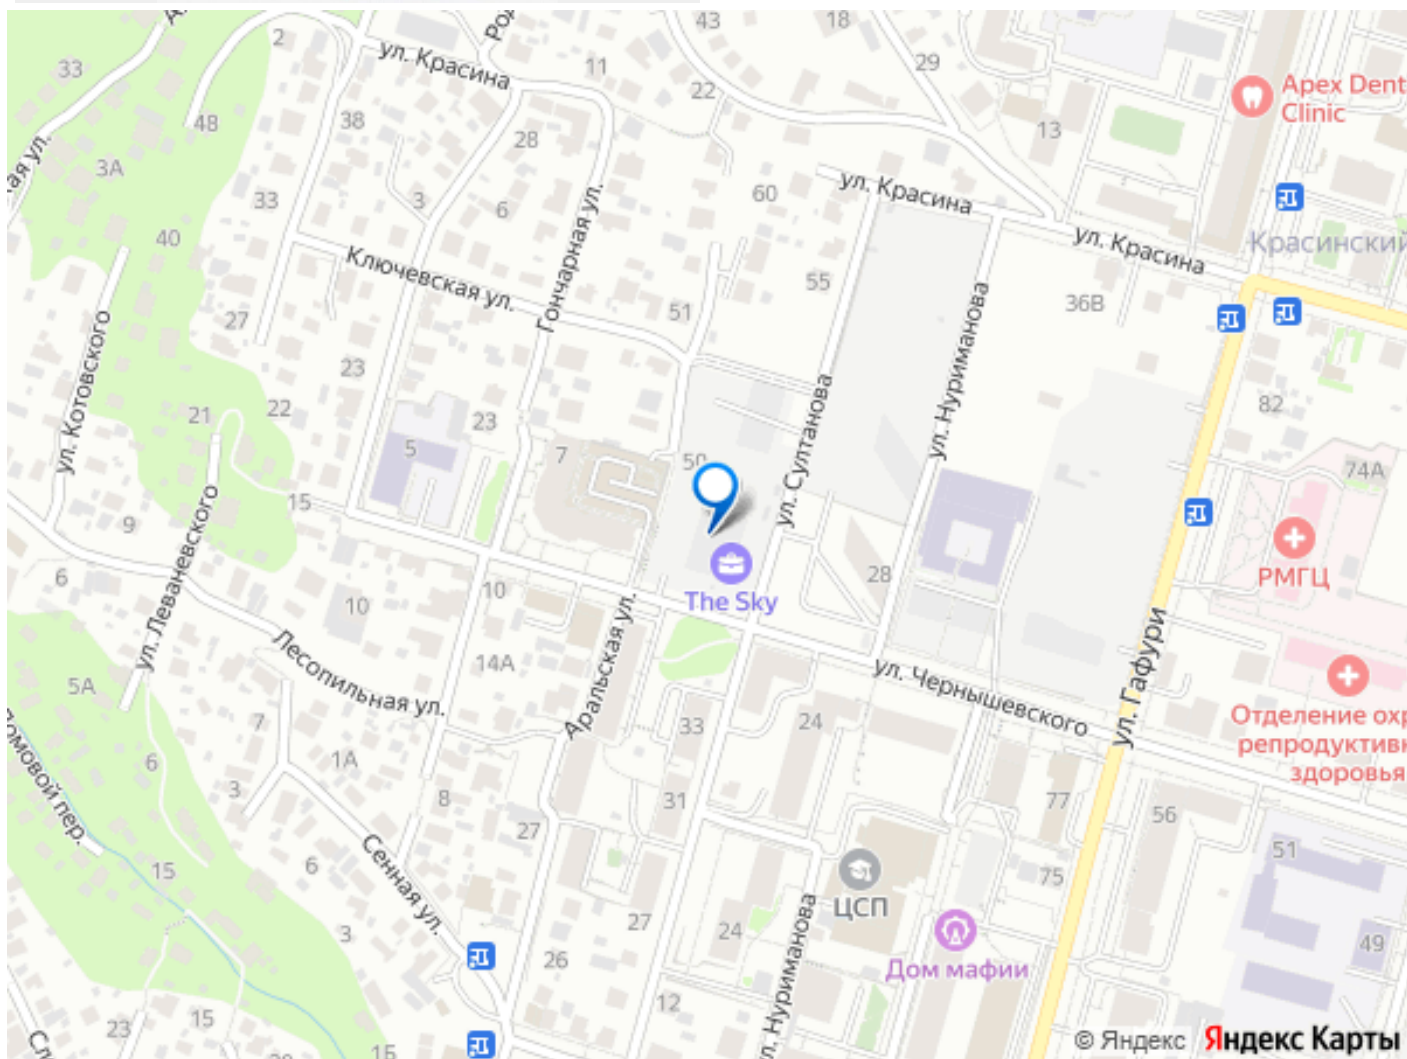 43
18
2
ул. Красина
33
11
29
Apex Dent
Clinic
22
4В
38
13
28
3А
ул. Красина
60
33
3
6
Гончарная ул.
40
ул. Красина
Красинский
Ключевская ул.
55
27
51
36В
ул. Котовского
ул. Нуриманова
23
82
22
21
23
ул. Султанова
5
7
50
74А
15
9
ул. Леваневского
РМГЦ
6
28
10
10
The Sky
ул. Гафури
Аральская ул.
14А
Лесопильная ул.
ул. Чернышевского
5А
Отделение охр
репродуктивн
здоровья
7
33
24
6
1А
3
8
31
77
56
27
пер.
15
Сенная ул.
51
6
75
ЦСП
27
24
3
49
Дом мафии
26
ул. Нуриманова
12
23
15
15
© Яндекс Яндекс Карты